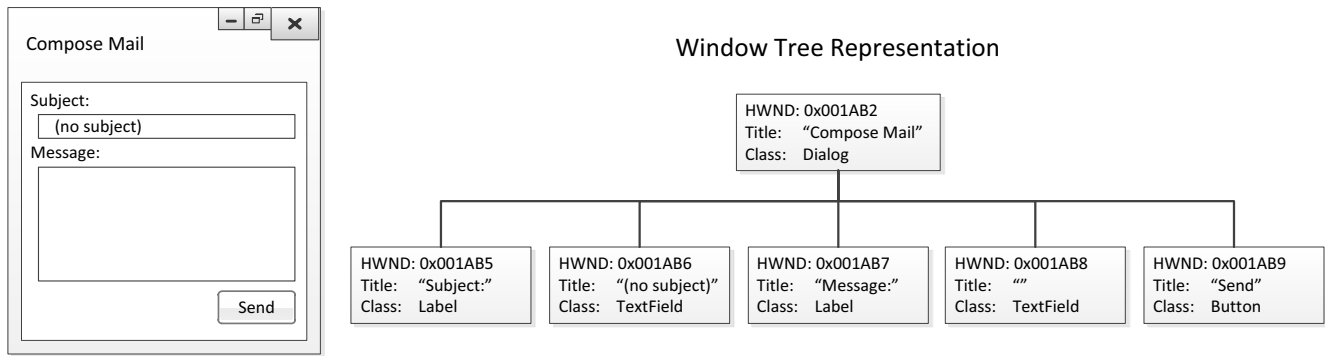 Compose Mail
Subject:
(no subject)
Message:
Send
Window Tree Representation
HWND: 0x001AB2
Title: “Compose Mail”
Class: Dialog
HWND: 0x001AB5
Title: “Subject:”
Class: Label
HWND: 0x001AB6
Title: “(no subject)”
Class: TextField
HWND: 0x001AB7
Title: “Message:”
Class: Label
HWND: 0x001AB8
Title: “”
Class: TextField
HWND: 0x001AB9
Title: “Send”
Class: Button